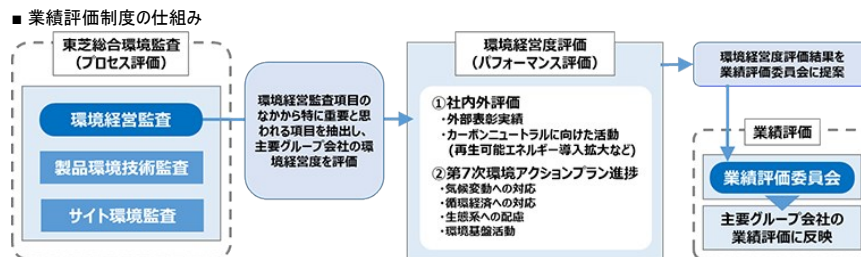 ■ 業績評価制度の仕組み
東芝総合環境監査
（プロセス評価）
環境経営監査
製品環境技術監査
サイト環境監査
環境経営監査項目の
なかから特に重要と思
われる項目を抽出し、
主要グループ会社の環
境経営度を評価
環境経営度評価
（パフォーマンス評価）
①社内外評価
・外部表彰実績
・カーボンニュートラルに向けた活動
(再生可能エネルギー導入拡大など)
②第7次環境アクションプラン進捗
・気候変動への対応
・循環経済への対応
・生態系への配慮
・環境基盤活動
環境経営度評価結果を
業績評価委員会に提案
業績評価
業績評価委員会
主要グループ会社の
業績評価に反映